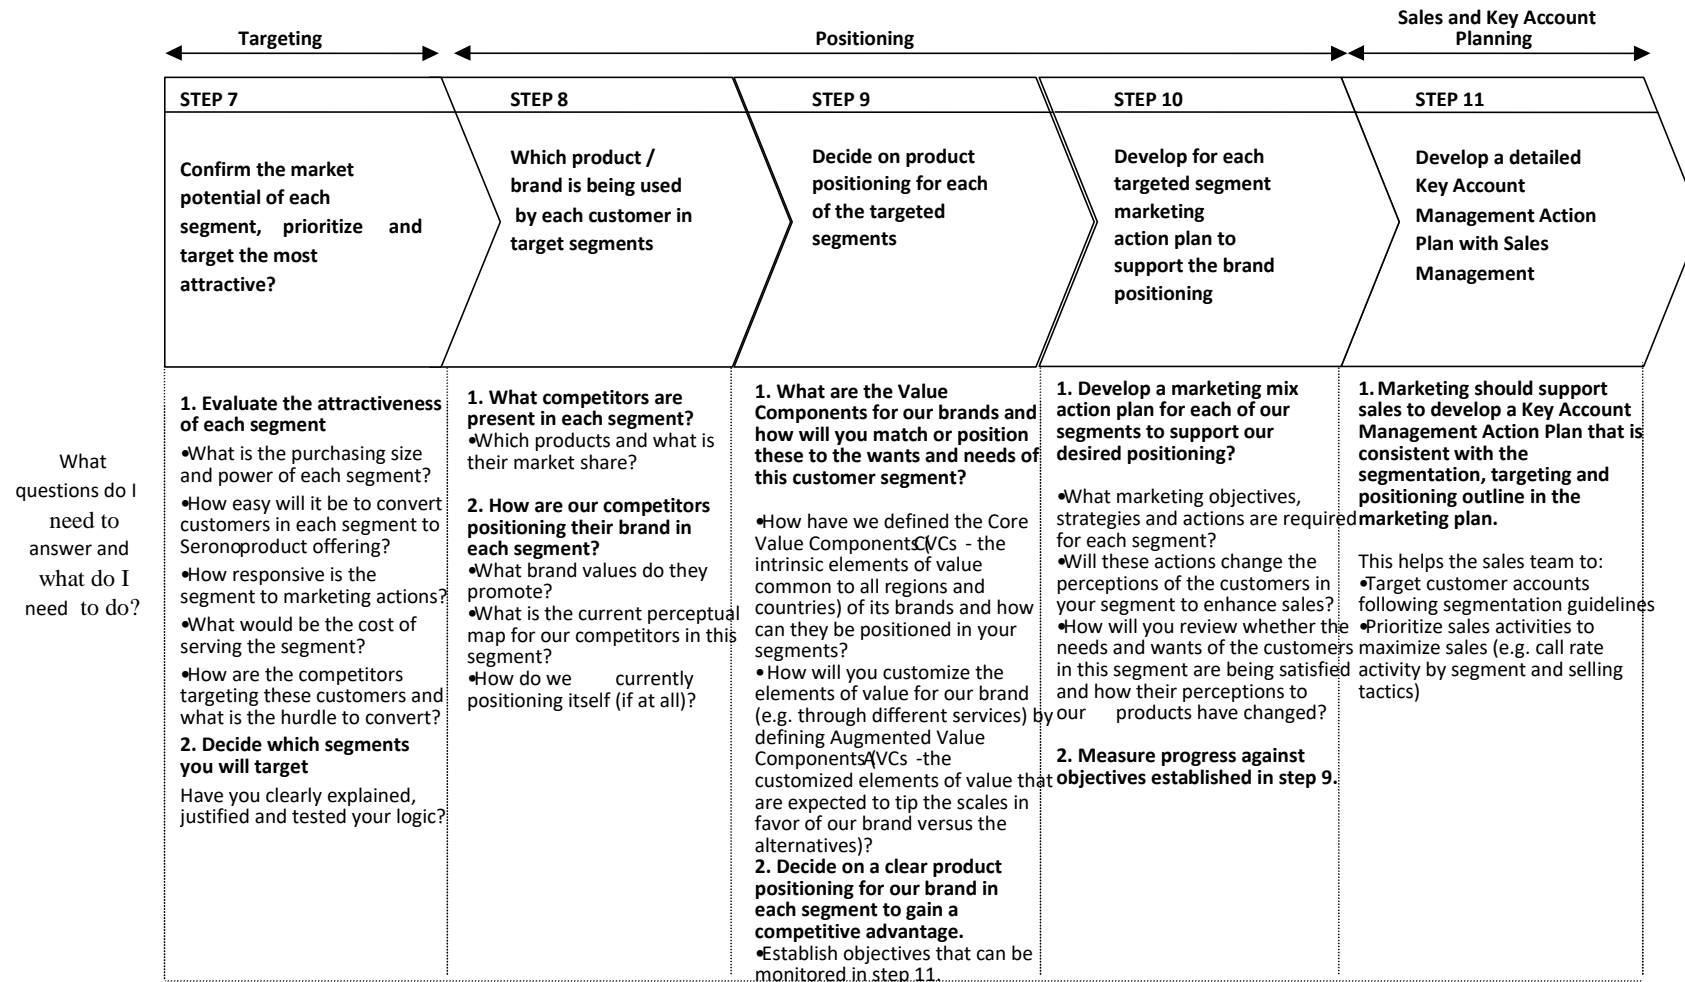 Targeting
Positioning
Sales and Key Account
Planning
STEP 7
Confirm the market
potential of each
segment, prioritize and
target the most
attractive?
STEP 8
Which product /
brand is being used
by each customer in
target segments
STEP 9
Decide on product
positioning for each
of the targeted
segments
STEP 10
Develop for each
targeted segment
marketing
action plan to
support the brand
positioning
STEP 11
Develop a detailed
Key Account
Management Action
Plan with Sales
Management
What
questions do I
need to
answer and
what do I
need to do?
1. Evaluate the attractiveness
of each segment
•What is the purchasing size
and power of each segment?
•How easy will it be to convert
customers in each segment to
Serono product offering?
•How responsive is the
segment to marketing actions?
•What would be the cost of
serving the segment?
•How are the competitors
targeting these customers and
what is the hurdle to convert?
2. Decide which segments
you will target
Have you clearly explained,
justified and tested your logic?
1. What competitors are
present in each segment?
•Which products and what is
their market share?
2. How are our competitors
positioning their brand in
each segment?
•What brand values do they
promote?
•What is the current perceptual
map for our competitors in this
segment?
•How do we currently
positioning itself (if at all)?
1. What are the Value
Components for our brands and
how will you match or position
these to the wants and needs of
this customer segment?
•How have we defined the Core
Value Components (CVCs - the
intrinsic elements of value
common to all regions and
countries) of its brands and how
can they be positioned in your
segments?
•How will you customize the
elements of value for our brand
(e.g. through different services) by
defining Augmented Value
Components (AVCs -the
customized elements of value that
are expected to tip the scales in
favor of our brand versus the
alternatives)?
2. Decide on a clear product
positioning for our brand in
each segment to gain a
competitive advantage.
•Establish objectives that can be
monitored in step 11.
1. Develop a marketing mix
action plan for each of our
segments to support our
desired positioning?
•What marketing objectives,
strategies and actions are required
for each segment?
•Will these actions change the
perceptions of the customers in
your segment to enhance sales?
•How will you review whether the
needs and wants of the customers
in this segment are being satisfied
and how their perceptions to
our products have changed?
2. Measure progress against
objectives established in step 9.
1. Marketing should support
sales to develop a Key Account
Management Action Plan that is
consistent with the
segmentation, targeting and
positioning outline in the
marketing plan.
This helps the sales team to:
•Target customer accounts
following segmentation guidelines
•Prioritize sales activities to
maximize sales (e.g. call rate
activity by segment and selling
tactics)